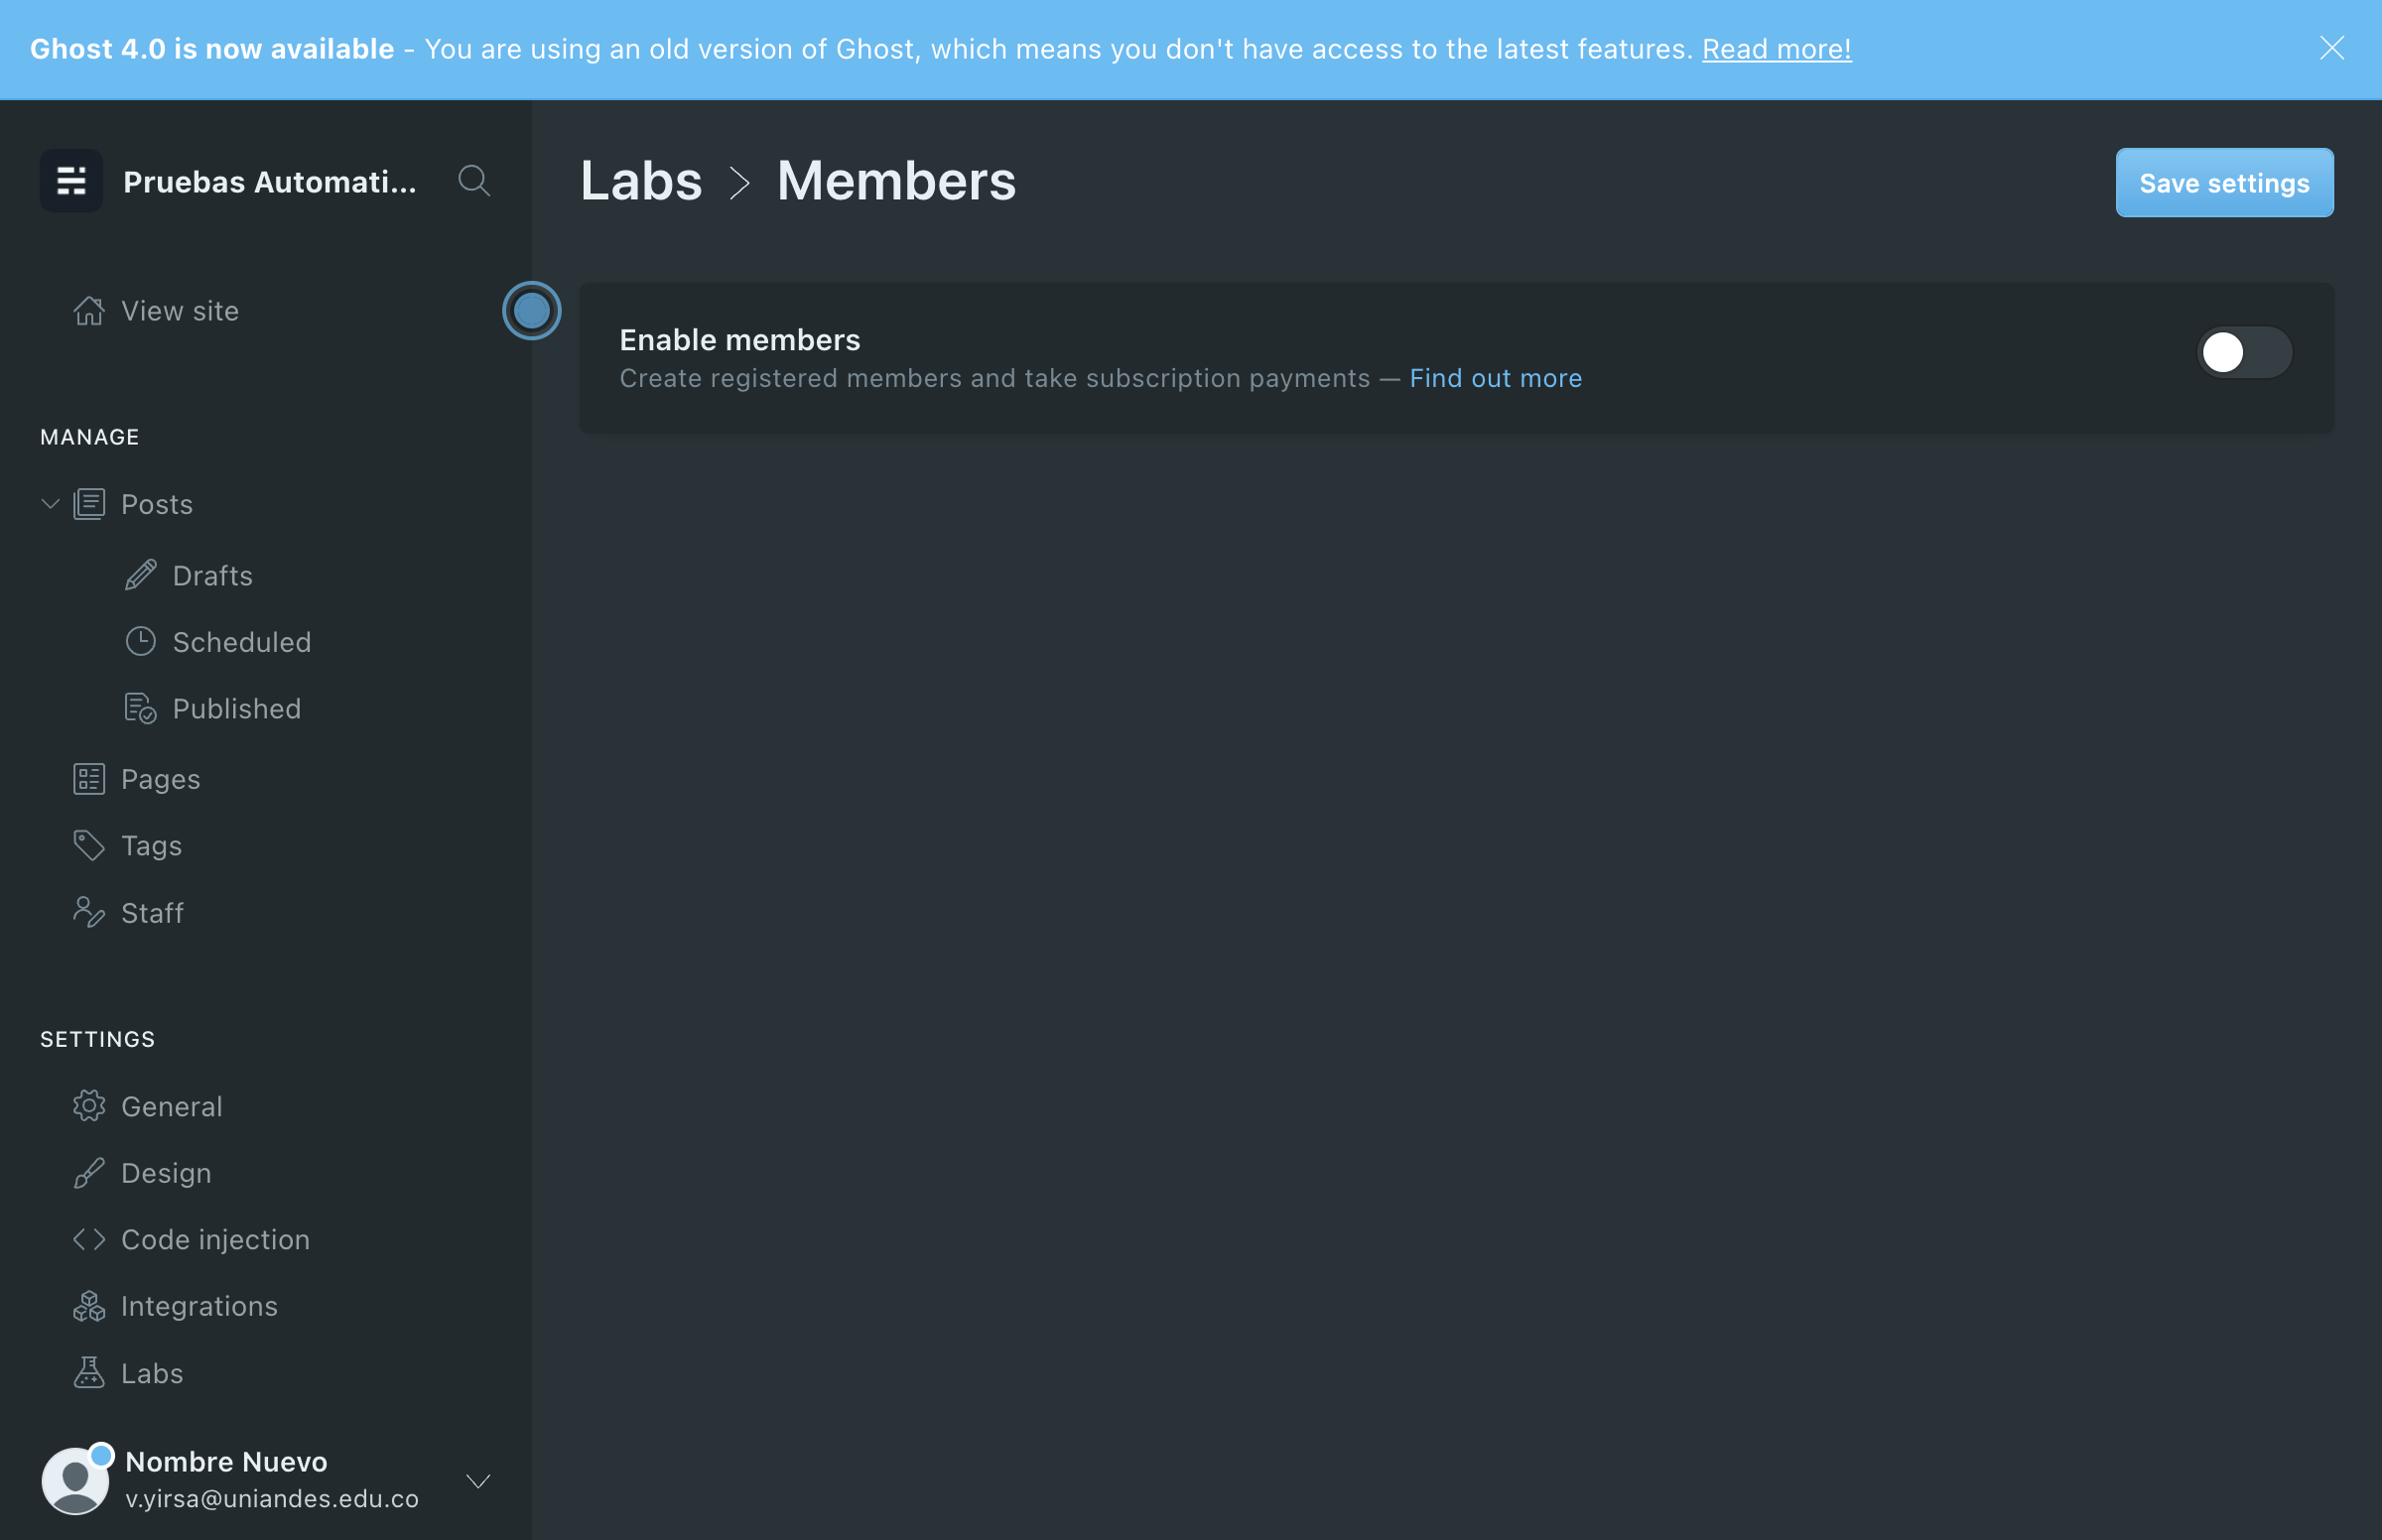 Ghost 4.0 is now available - You are using an old version of Ghost, which means you don't have access to the latest features. Read more!
Pruebas Automati...
View site
MANAGE
Posts
Drafts
Scheduled
Published
Pages
Tags
Staff
SETTINGS
General
Design
Code injection
Integrations
Labs
Nombre Nuevo
v.yirsa@uniandes.edu.co
Labs > Members
Save settings
Enable members
Create registered members and take subscription payments — Find out more